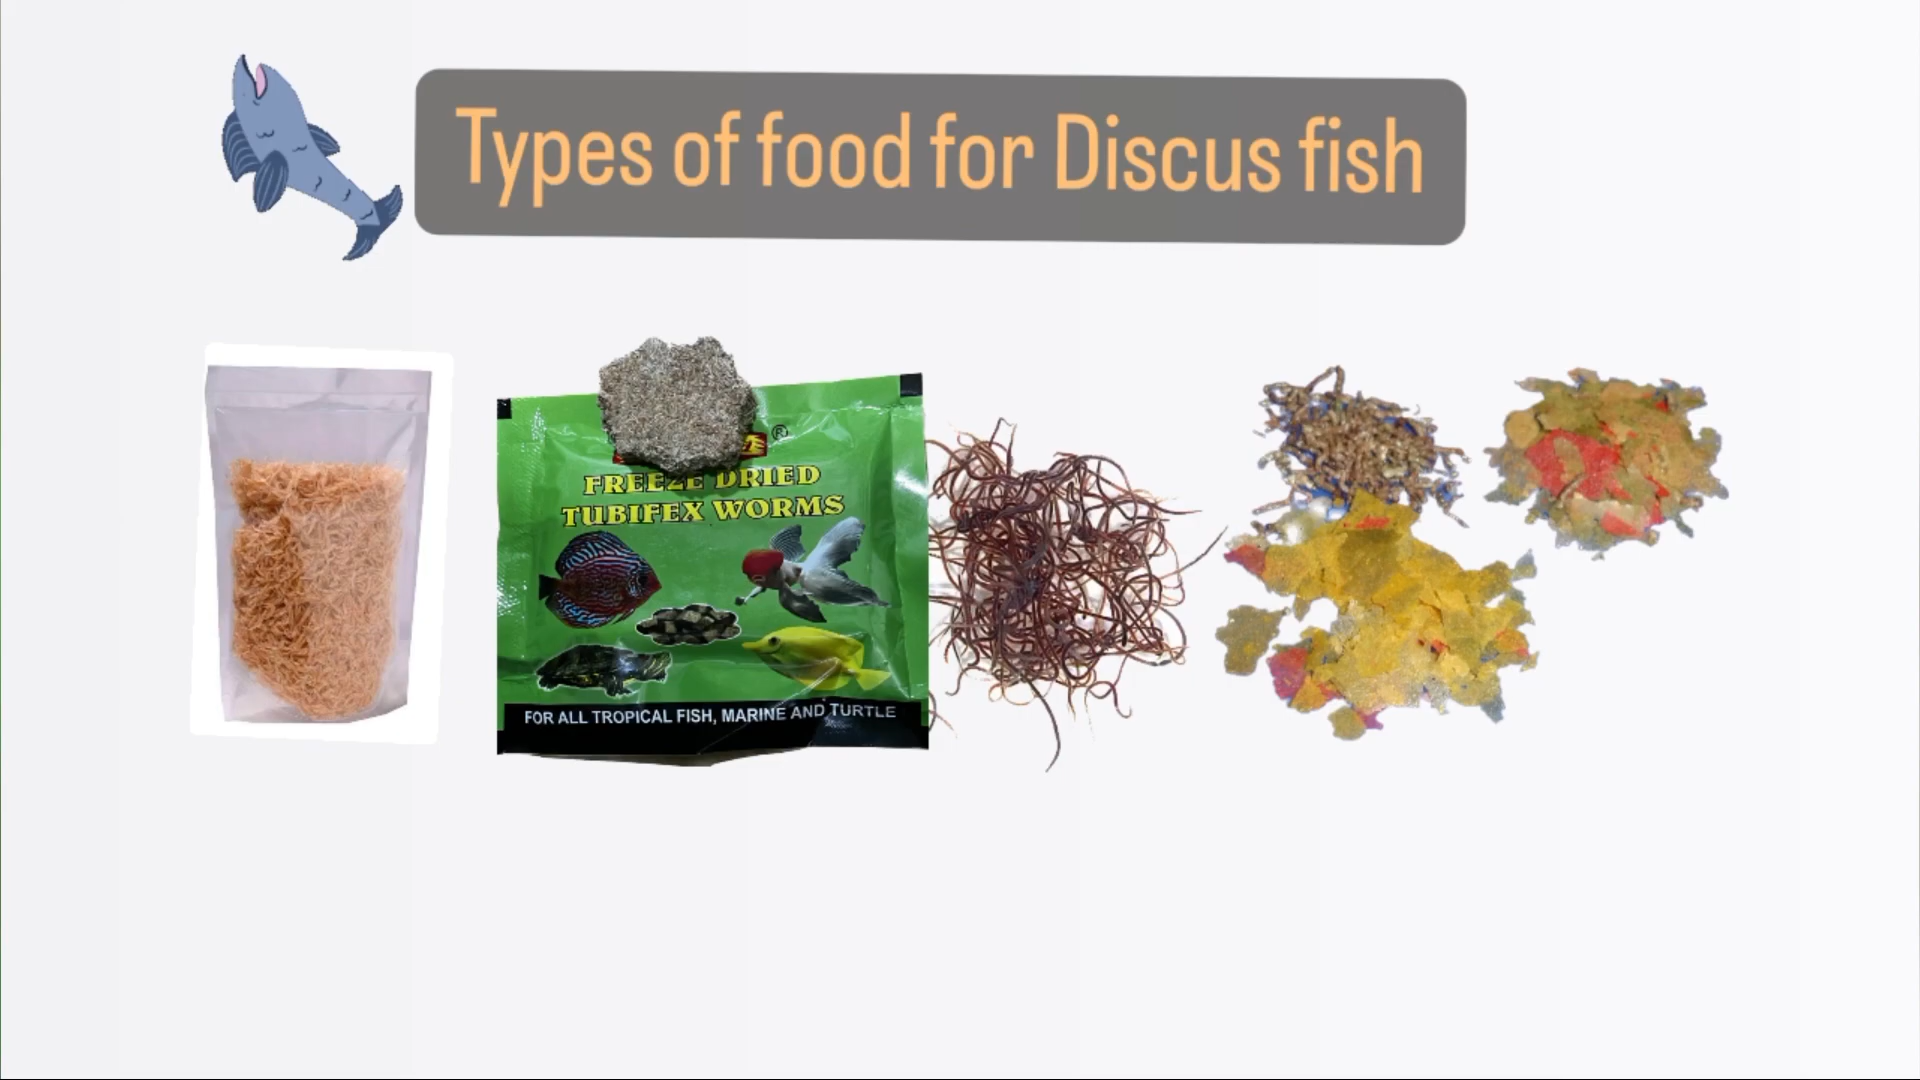 Types of food for Discus fish
®
FREEZE DRIED
TUBIFEX WORMS
FOR ALL TROPICAL FISH, MARINE AND TURTLE